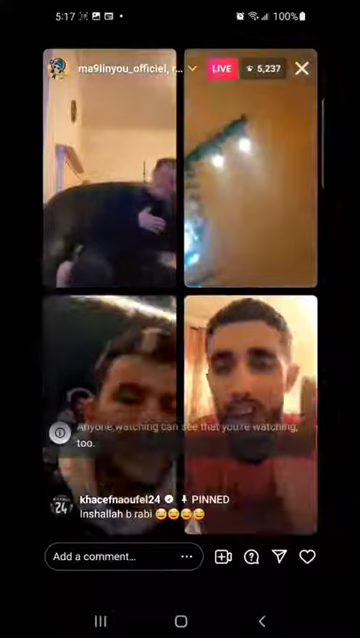 5:17
100%
ma9linyou_officiel, r...
LIVE
5,237
Anyone watching can see that you're watching,
too.
khacefnaoufel24 PINNED
Inshallah b rabi 😂😂😂😂
24
Add a comment...